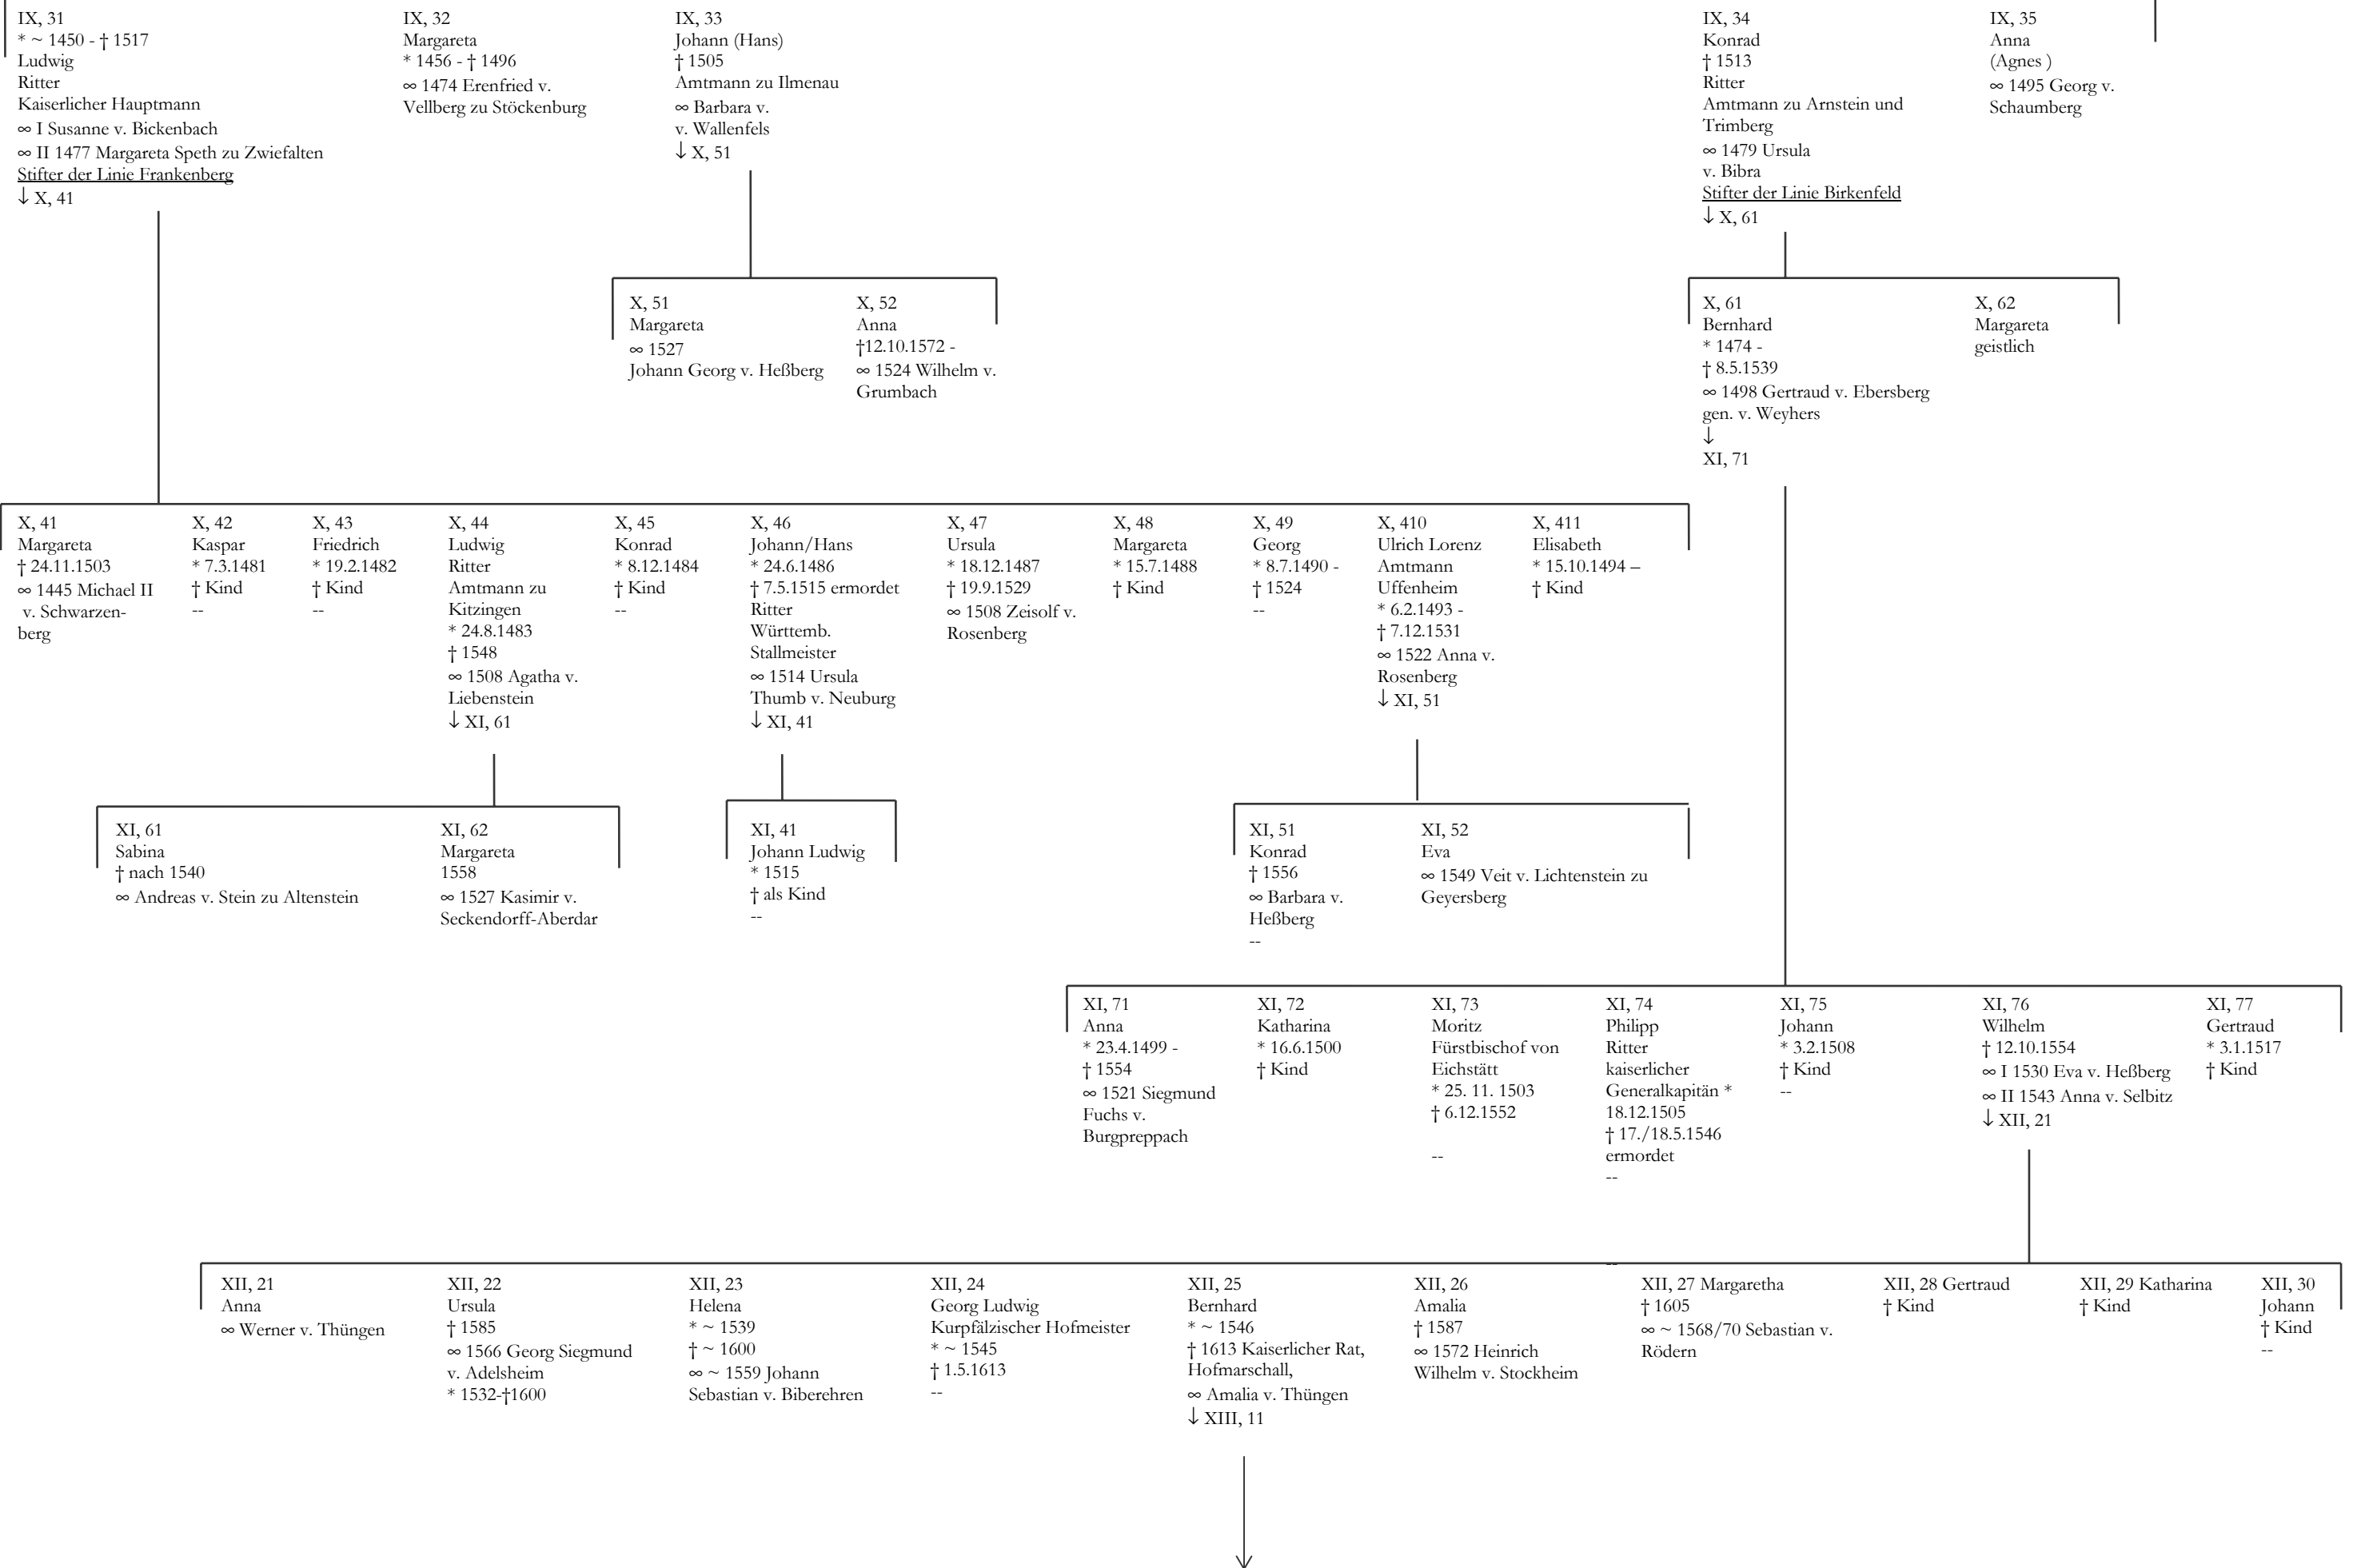 IX, 31
* ~ 1450 - † 1517
Ludwig
Ritter
Kaiserlicher Hauptmann
∞ I Susanne v. Bickenbach
∞ II 1477 Margareta Speth zu Zwiefalten
Stifter der Linie Frankenberg
↓ X, 41
IX, 32
Margareta
* 1456 - † 1496
∞ 1474 Erenfried v.
Vellberg zu Stöckenburg
IX, 33
Johann (Hans)
† 1505
Amtmann zu Ilmenau
∞ Barbara v.
v. Wallenfels
↓ X, 51
IX, 34
Konrad
† 1513
Ritter
Amtmann zu Arnstein und
Trimberg
∞ 1479 Ursula
v. Bibra
Stifter der Linie Birkenfeld
↓ X, 61
IX, 35
Anna
(Agnes )
∞ 1495 Georg v.
Schaumberg
X, 51
Margareta
∞ 1527
Johann Georg v. Heßberg
X, 52
Anna
†12.10.1572 -
∞ 1524 Wilhelm v.
Grumbach
X, 61
Bernhard
* 1474 -
† 8.5.1539
∞ 1498 Gertraud v. Ebersberg
gen. v. Weyhers
↓
XI, 71
X, 62
Margareta
geistlich
X, 41
Margareta
† 24.11.1503
∞ 1445 Michael II
v. Schwarzen-
berg
X, 42
Kaspar
* 7.3.1481
† Kind
--
X, 43
Friedrich
* 19.2.1482
† Kind
--
X, 44
Ludwig
Ritter
Amtmann zu
Kitzingen
* 24.8.1483
† 1548
∞ 1508 Agatha v.
Liebenstein
↓ XI, 61
X, 45
Konrad
* 8.12.1484
† Kind
--
X, 46
Johann/Hans
* 24.6.1486
† 7.5.1515 ermordet
Ritter
Württemb.
Stallmeister
∞ 1514 Ursula
Thumb v. Neuburg
↓ XI, 41
X, 47
Ursula
* 18.12.1487
† 19.9.1529
∞ 1508 Zeisolf v.
Rosenberg
X, 48
Margareta
* 15.7.1488
† Kind
X, 49
Georg
* 8.7.1490 -
† 1524
--
X, 410
Ulrich Lorenz
Amtmann
Uffenheim
* 6.2.1493 -
† 7.12.1531
∞ 1522 Anna v.
Rosenberg
↓ XI, 51
X, 411
Elisabeth
* 15.10.1494 –
† Kind
XI, 61
Sabina
† nach 1540
∞ Andreas v. Stein zu Altenstein
XI, 62
Margareta
1558
∞ 1527 Kasimir v.
Seckendorff-Aberdar
XI, 41
Johann Ludwig
* 1515
† als Kind
--
XI, 51
Konrad
† 1556
∞ Barbara v.
Heßberg
--
XI, 52
Eva
∞ 1549 Veit v. Lichtenstein zu
Geyersberg
XI, 71
Anna
* 23.4.1499 -
† 1554
∞ 1521 Siegmund
Fuchs v.
Burgpreppach
XI, 72
Katharina
* 16.6.1500
† Kind
XI, 73
Moritz
Fürstbischof von
Eichstätt
* 25. 11. 1503
† 6.12.1552
--
XI, 74
Philipp
Ritter
kaiserlicher
Generalkapitän *
18.12.1505
† 17./18.5.1546
ermordet
--
XI, 75
Johann
* 3.2.1508
† Kind
--
XI, 76
Wilhelm
† 12.10.1554
∞ I 1530 Eva v. Heßberg
∞ II 1543 Anna v. Selbitz
↓ XII, 21
XI, 77
Gertraud
* 3.1.1517
† Kind
--
XII, 21
Anna
∞ Werner v. Thüngen
XII, 22
Ursula
† 1585
∞ 1566 Georg Siegmund
v. Adelsheim
* 1532-†1600
XII, 23
Helena
* ~ 1539
† ~ 1600
∞ ~ 1559 Johann
Sebastian v. Biberehren
XII, 24
Georg Ludwig
Kurpfälzischer Hofmeister
* ~ 1545
† 1.5.1613
--
XII, 25
Bernhard
* ~ 1546
† 1613 Kaiserlicher Rat,
Hofmarschall,
∞ Amalia v. Thüngen
↓ XIII, 11
XII, 26
Amalia
† 1587
∞ 1572 Heinrich
Wilhelm v. Stockheim
XII, 27 Margaretha
† 1605
∞ ~ 1568/70 Sebastian v.
Rödern
XII, 28 Gertraud
† Kind
XII, 29 Katharina
† Kind
XII, 30
Johann
† Kind
--